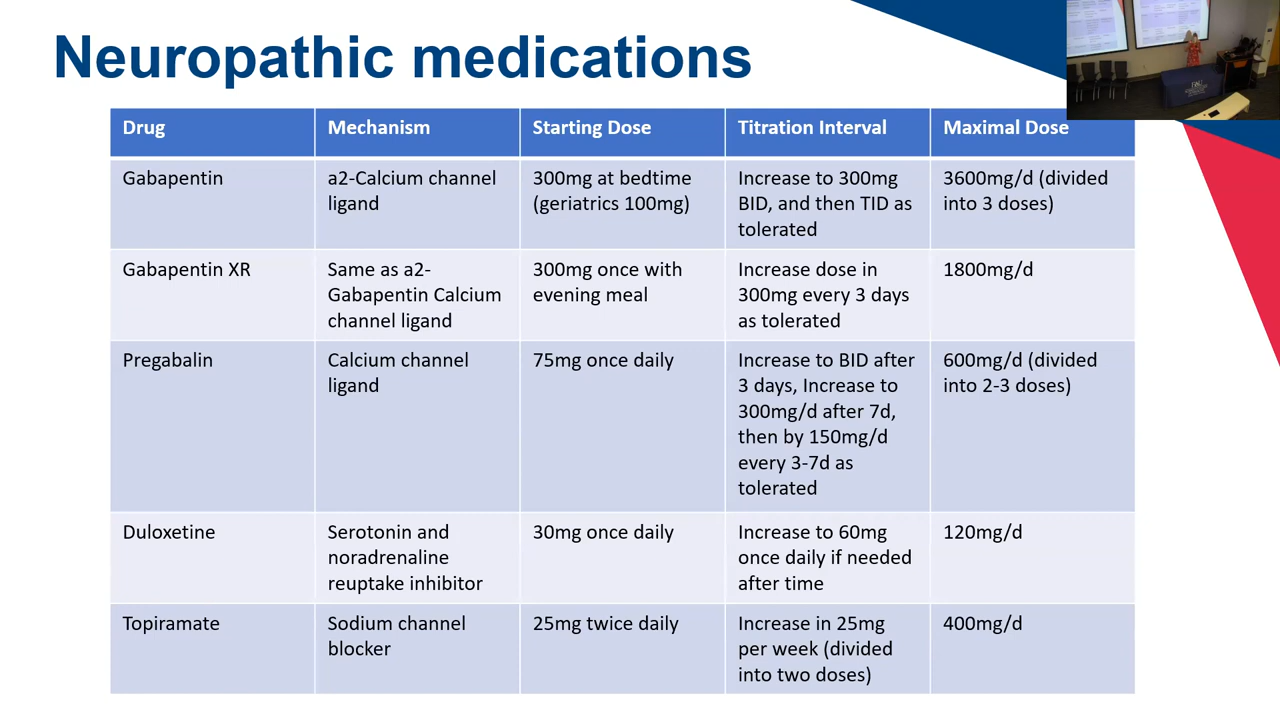 Neuropathic medications
Drug
Mechanism
Starting Dose
Titration Interval
Maximal Dose
Gabapentin
a2-Calcium channel
ligand
300mg at bedtime
(geriatrics 100mg)
Increase to 300mg
BID, and then TID as
tolerated
3600mg/d (divided
into 3 doses)
Gabapentin XR
Same as a2-
Gabapentin Calcium
channel ligand
300mg once with
evening meal
Increase dose in
300mg every 3 days
as tolerated
1800mg/d
Pregabalin
Calcium channel
ligand
75mg once daily
Increase to BID after
3 days, Increase to
300mg/d after 7d,
then by 150mg/d
every 3-7d as
tolerated
600mg/d (divided
into 2-3 doses)
Duloxetine
Serotonin and
noradrenaline
reuptake inhibitor
30mg once daily
Increase to 60mg
once daily if needed
after time
120mg/d
Topiramate
Sodium channel
blocker
25mg twice daily
Increase in 25mg
per week (divided
into two doses)
400mg/d